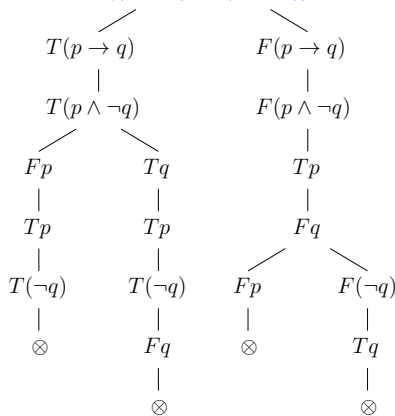 T(p → q) F(p → q)
T(p ∧ ¬q) F(p ∧ ¬q)
Fp Tq Tp
Tp Tp Fq
T(¬q) T(¬q) Fp F(¬q)
⊗ Fq ⊗ Tq
⊗ ⊗